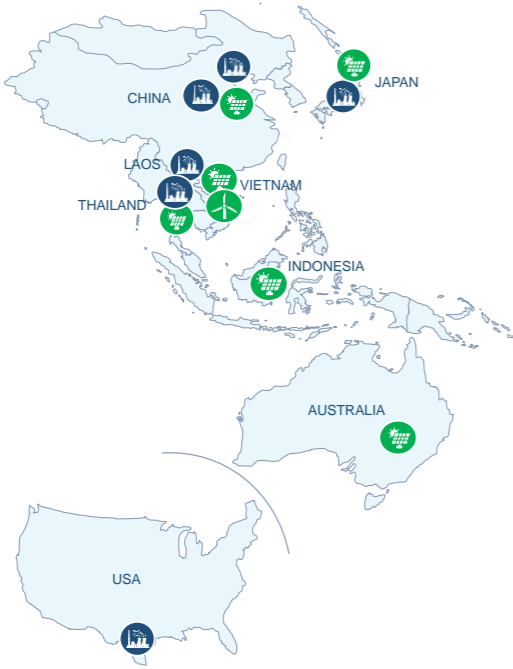 JAPAN
CHINA
LAOS
VIETNAM
THAILAND
INDONESIA
AUSTRALIA
USA